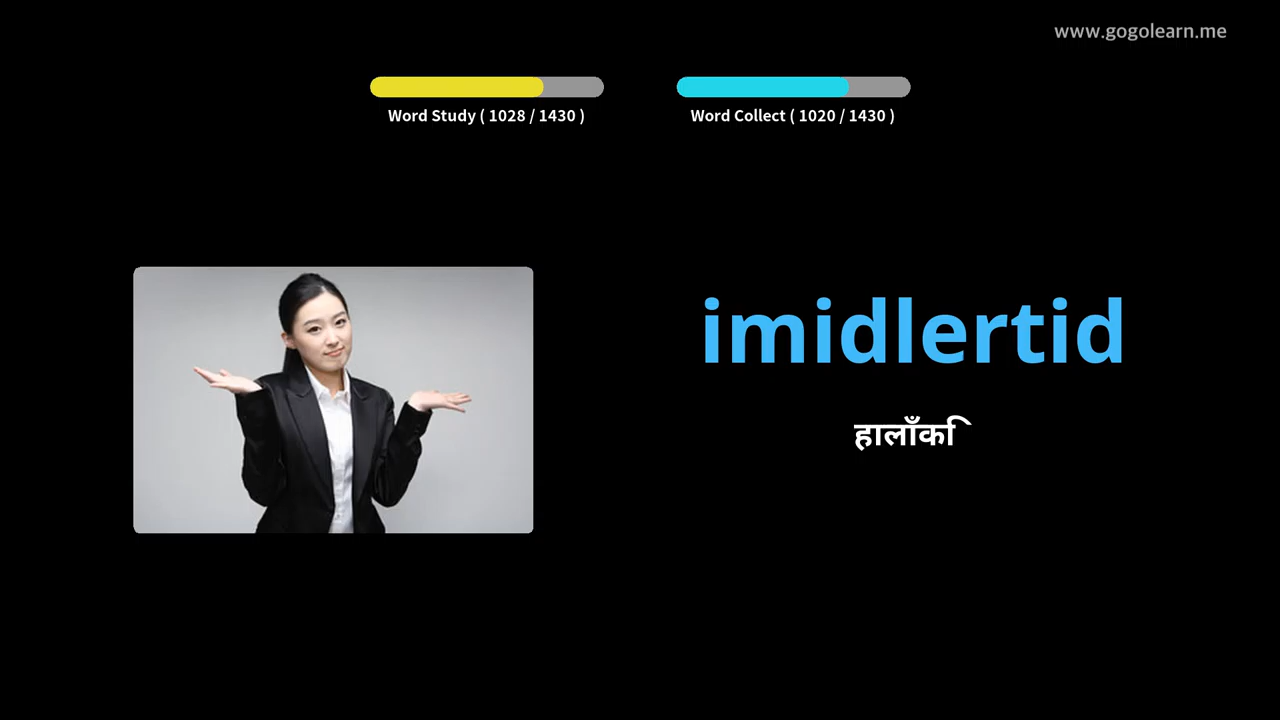 www.gogolearn.me
Word Study ( 1028 / 1430 )
Word Collect ( 1020 / 1430 )
imidlertid
हालाँकि